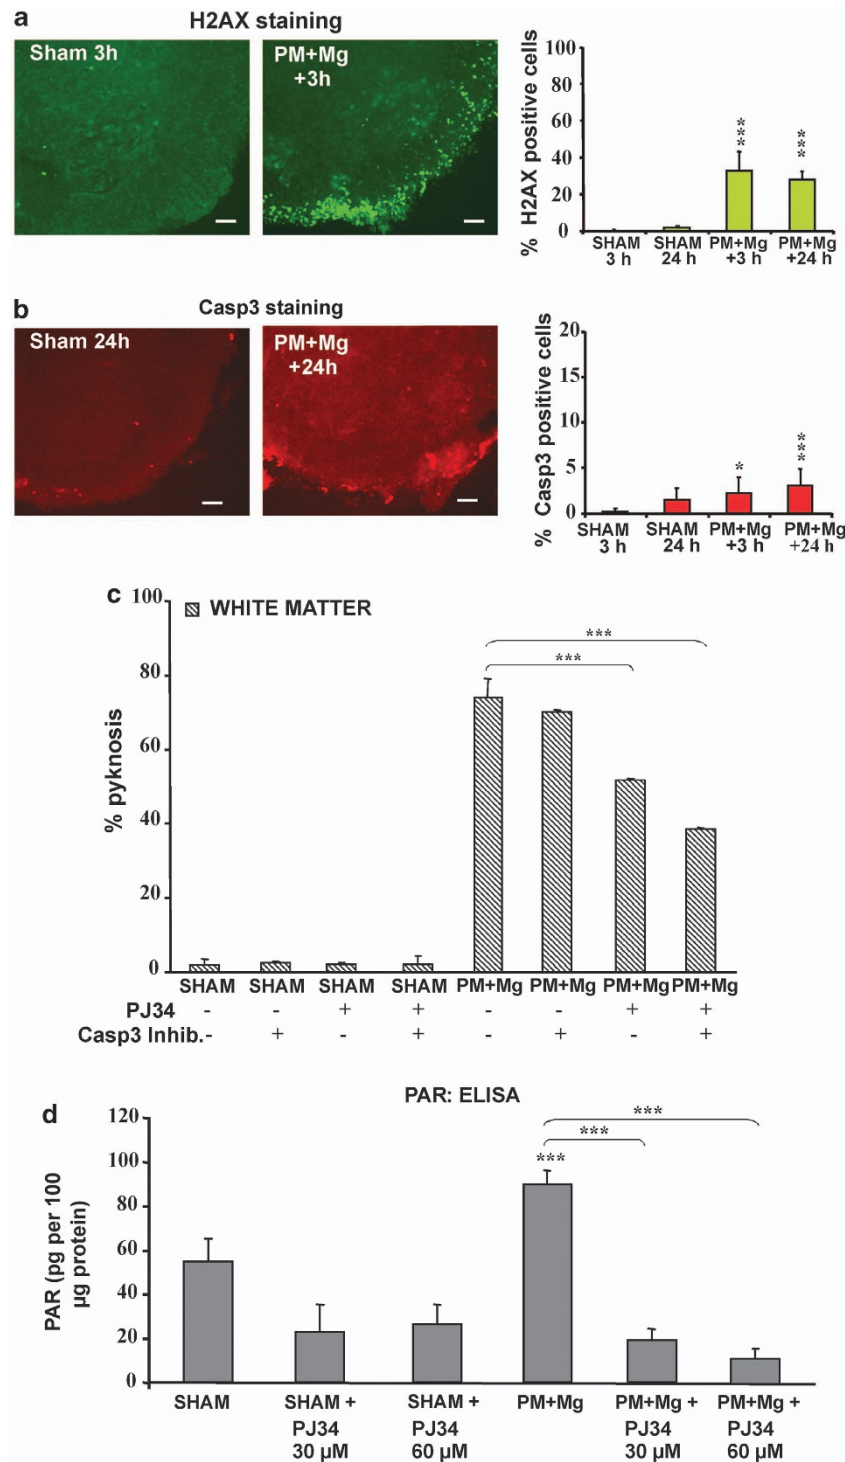 a
H2AX staining
Sham 3h
PM+Mg
+3h
% H2AX positive cells
100
80
60
40
20
0
***
***
SHAM
3 h
SHAM
24 h
PM+Mg
+3 h
PM+Mg
+24 h
b
Casp3 staining
Sham 24h
PM+Mg
+24h
% Casp3 positive cells
20
15
10
5
0
*
***
SHAM
3 h
SHAM
24 h
PM+Mg
+3 h
PM+Mg
+24 h
c
WHITE MATTER
% pyknosis
100
80
60
40
20
0
***
***
SHAM SHAM SHAM SHAM PM+Mg PM+Mg PM+Mg PM+Mg
PJ34 - - + + - - + +
Casp3 Inhib. - + - + - + - +
PAR: ELISA
d
PAR (pg per 100
µg protein)
120
100
80
60
40
20
0
***
***
***
SHAM
SHAM +
PJ34
30 µM
SHAM +
PJ34
60 µM
PM+Mg
PM+Mg +
PJ34
30 µM
PM+Mg +
PJ34
60 µM